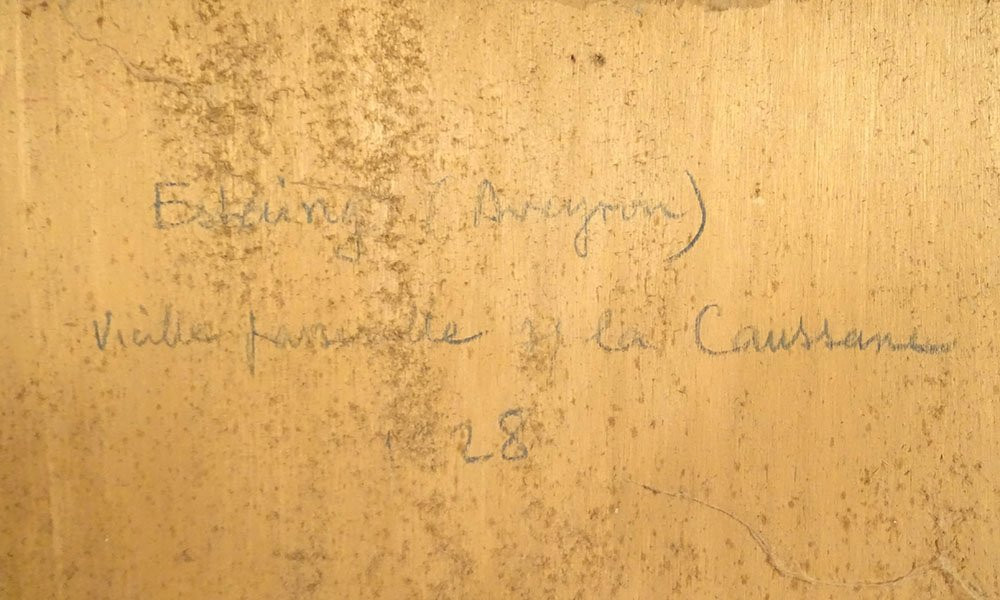 Estaing (Aveyron)
Vieille passerelle s/ la Caussane
28